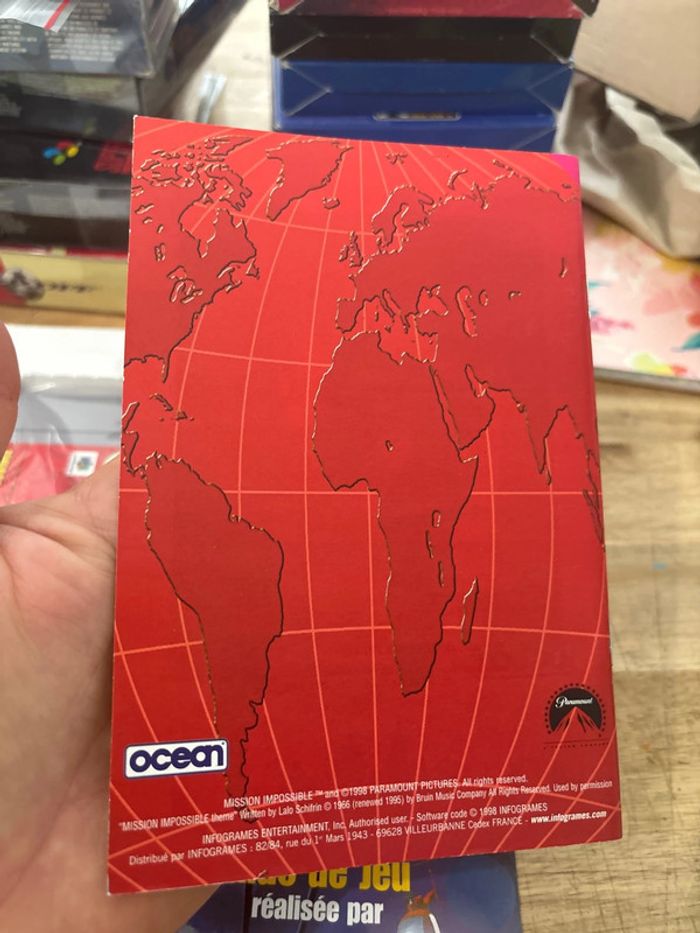 Paramount
ocean
MISSION IMPOSSIBLE ™ and ©1998 PARAMOUNT PICTURES. All rights reserved.
"MISSION IMPOSSIBLE theme" Written by Lalo Schifrin © 1966 (renewed 1995) by Bruin Music Company All Rights Reserved. Used by permission
INFOGRAMES ENTERTAINMENT, Inc. Authorised user. - Software code © 1998 INFOGRAMES
Distribué par INFOGRAMES : 82/84, rue du 1er Mars 1943 - 69628 VILLEURBANNE Cedex FRANCE - www.infogrames.com
de Jeu
réalisée par